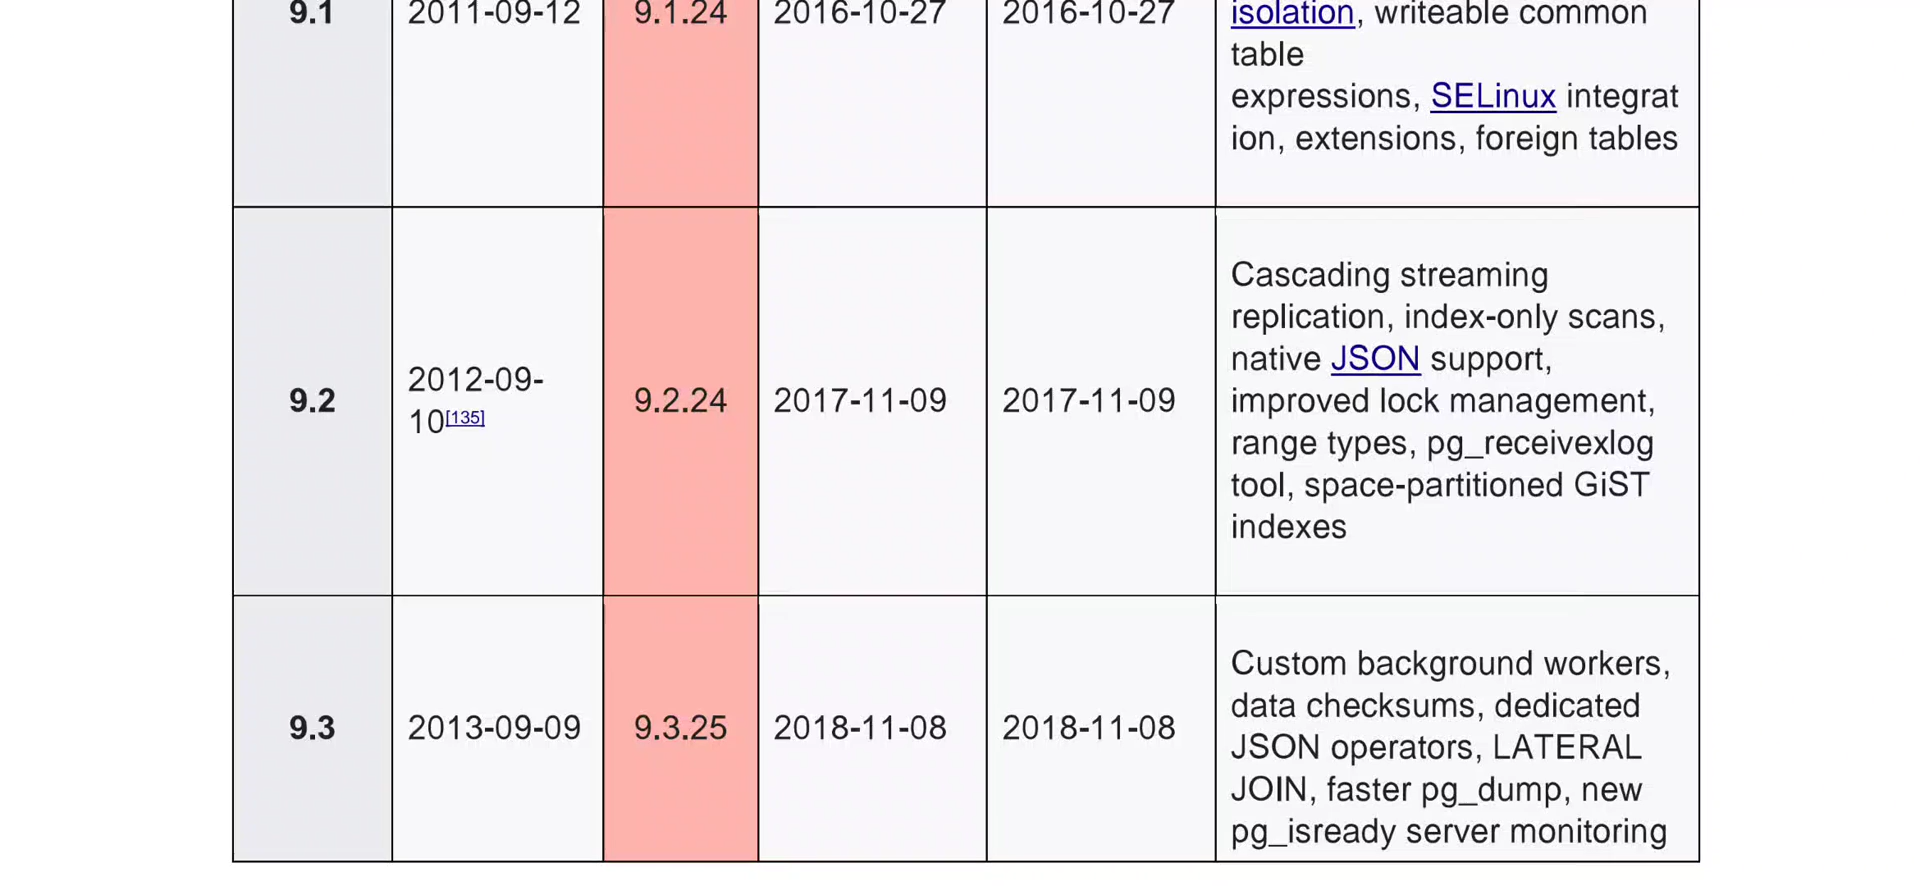 9.1 2011-09-12 9.1.24 2016-10-27 2016-10-27 isolation, writeable common
table
expressions, SELinux integrat
ion, extensions, foreign tables
9.2
2012-09-
10[135]
9.2.24
2017-11-09
2017-11-09
Cascading streaming
replication, index-only scans,
native JSON support,
improved lock management,
range types, pg_receivexlog
tool, space-partitioned GiST
indexes
9.3
2013-09-09
9.3.25
2018-11-08
2018-11-08
Custom background workers,
data checksums, dedicated
JSON operators, LATERAL
JOIN, faster pg_dump, new
pg_isready server monitoring